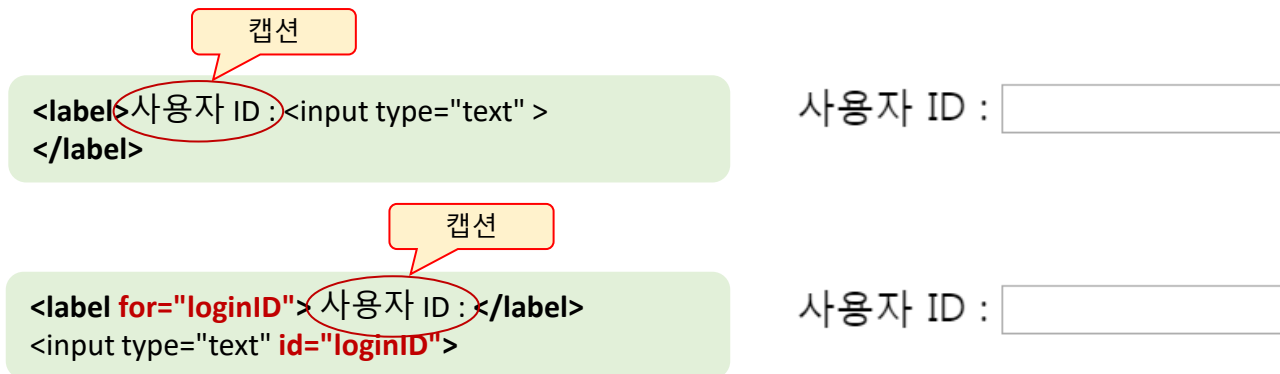 캡션
<label>사용자 ID : <input type="text" >
</label>
사용자 ID :
캡션
<label for="loginID"> 사용자 ID : </label>
<input type="text" id="loginID">
사용자 ID :